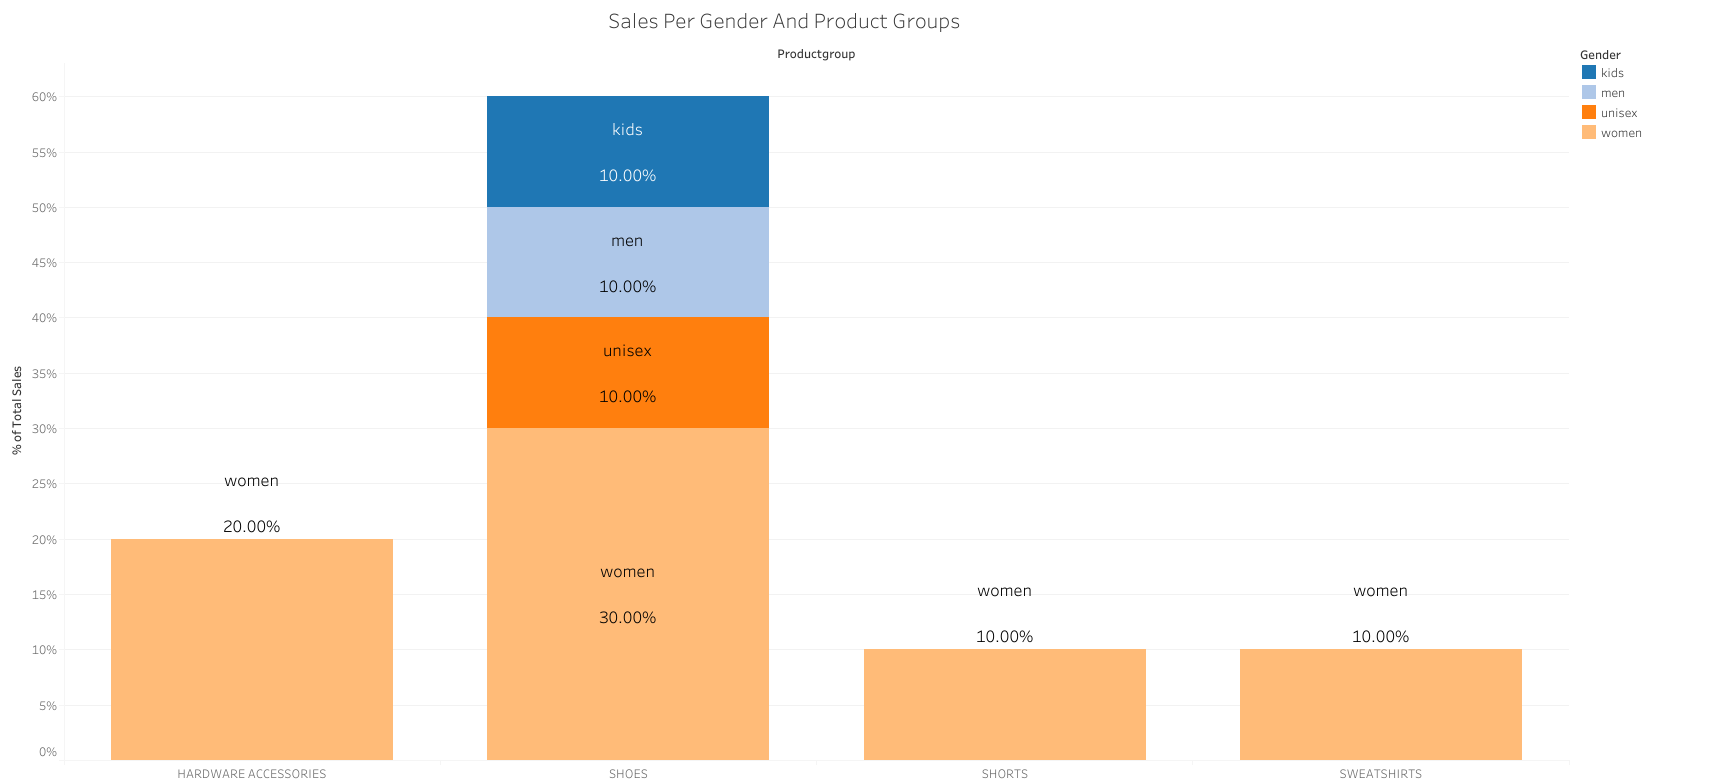 Sales Per Gender And Product Groups
Productgroup
Gender
kids
men
unisex
women
% of Total Sales
60%
55%
50%
45%
40%
35%
30%
25%
20%
15%
10%
5%
0%
women
20.00%
kids
10.00%
men
10.00%
unisex
10.00%
women
30.00%
women
10.00%
women
10.00%
HARDWARE ACCESSORIES
SHOES
SHORTS
SWEATSHIRTS